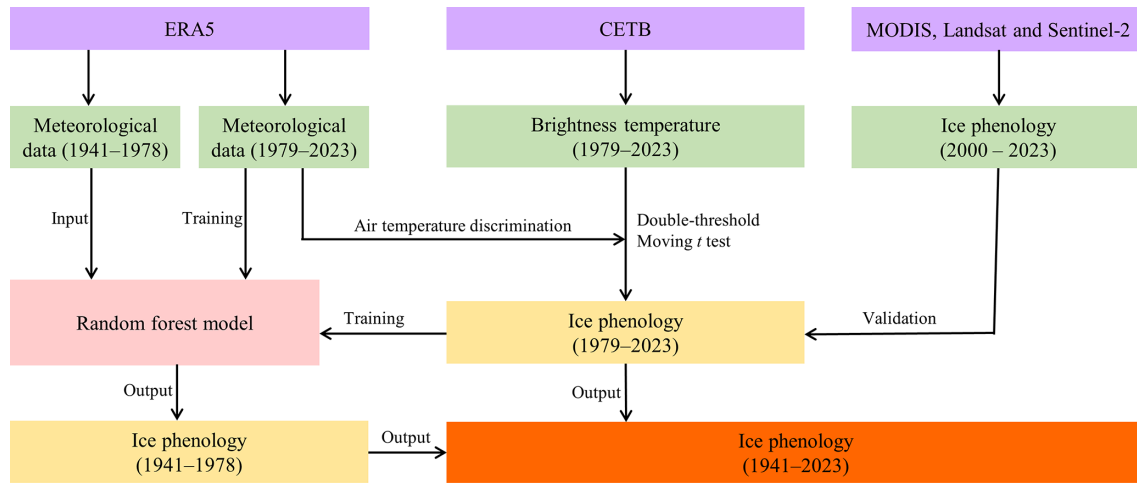 ERA5
CETB
MODIS, Landsat and Sentinel-2
Meteorological
data (1941–1978)
Meteorological
data (1979–2023)
Brightness temperature
(1979–2023)
Ice phenology
(2000 – 2023)
Input
Training
Air temperature discrimination
Double-threshold
Moving t test
Random forest model
Training
Ice phenology
(1979–2023)
Validation
Output
Output
Ice phenology
(1941–1978)
Output
Ice phenology
(1941–2023)